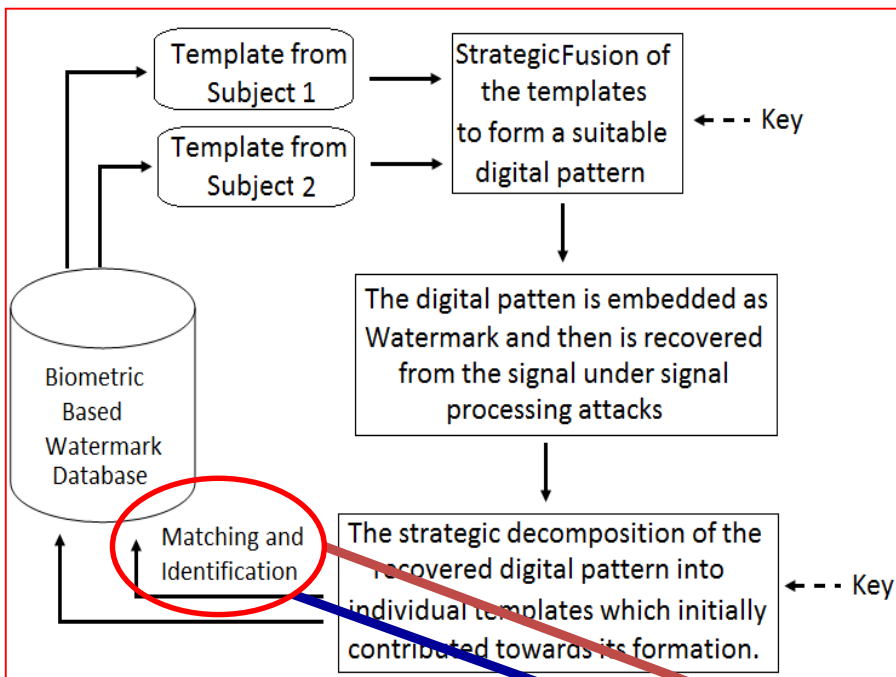 Template from
Subject 1
Template from
Subject 2
Strategic Fusion of
the templates
to form a suitable
digital pattern
Key
The digital patten is embedded as
Watermark and then is recovered
from the signal under signal
processing attacks
Biometric
Based
Watermark
Database
Matching and
Identification
The strategic decomposition of the
recovered digital pattern into
individual templates which initially
contributed towards its formation.
Key